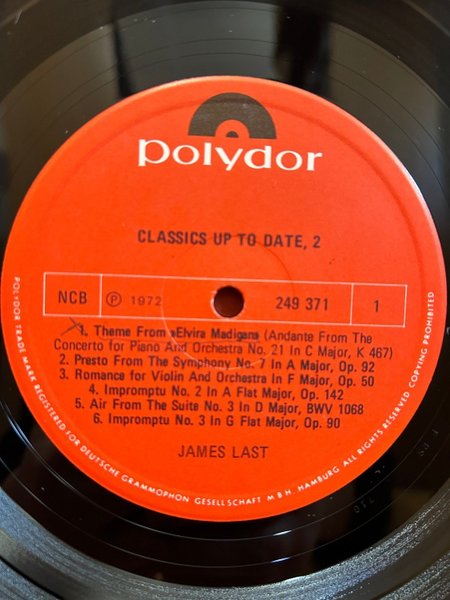 polydor
CLASSICS UP TO DATE, 2
NCB ℗ 1972 249 371 1
1. Theme From »Elvira Madigan« (Andante From The
Concerto for Piano And Orchestra No. 21 In C Major, K 467)
2. Presto From The Symphony No. 7 In A Major, Op. 92
3. Romance for Violin And Orchestra In F Major, Op. 50
4. Impromptu No. 2 In A Flat Major, Op. 142
5. Air From The Suite No. 3 In D Major, BWV 1068
6. Impromptu No. 3 In G Flat Major, Op. 90
JAMES LAST
POLYDOR TRADE MARK REGISTERED FOR DEUTSCHE GRAMMOPHON GESELLSCHAFT M·B·H· HAMBURG ALL RIGHTS RESERVED COPYING PROHIBITED